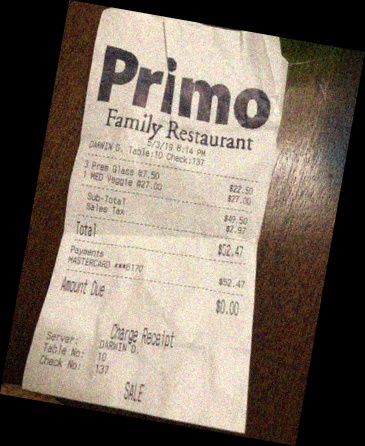 Primo
Family Restaurant
5/3/19 8:14 PM
DARWIN D. Table:10 Check:137
3 Prem Glass @7.50 $22.50
1 MED Veggie @27.00 $27.00
Sub-Total $49.50
Sales Tax $2.97
Total $52.47
Payments
MASTERCARD ***6170 $52.47
Amount Due $0.00
Charge Receipt
Server: DARWIN D.
Table No: 10
Check No: 137
SALE